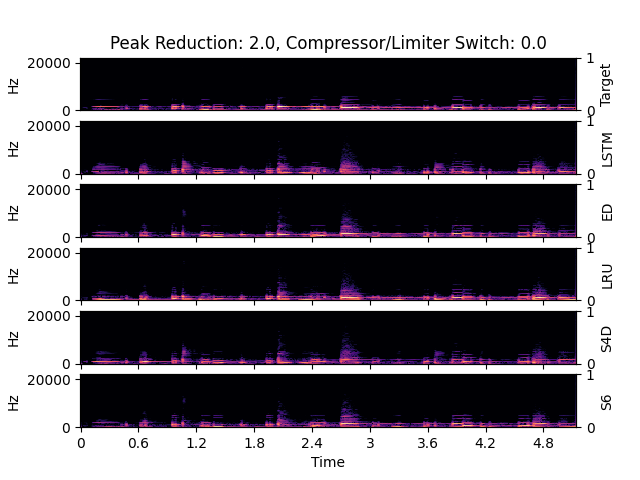 Peak Reduction: 2.0, Compressor/Limiter Switch: 0.0
20000
0
Hz
1
0
Target
20000
0
Hz
1
0
LSTM
20000
0
Hz
1
0
ED
20000
0
Hz
1
0
LRU
20000
0
Hz
1
0
S4D
20000
0
Hz
1
0
S6
0 0.6 1.2 1.8 2.4 3 3.6 4.2 4.8
Time